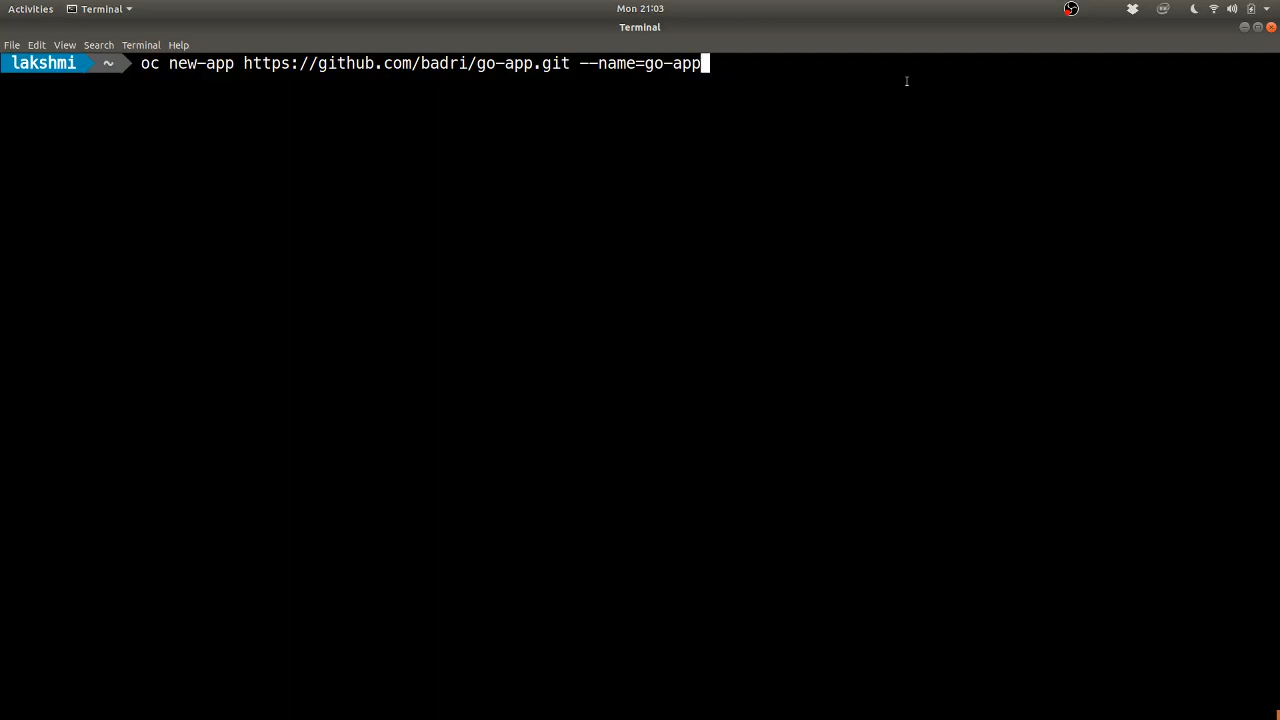 Activities Terminal Mon 21:03
Terminal
File Edit View Search Terminal Help
lakshmi ~ oc new-app https://github.com/badri/go-app.git --name=go-app